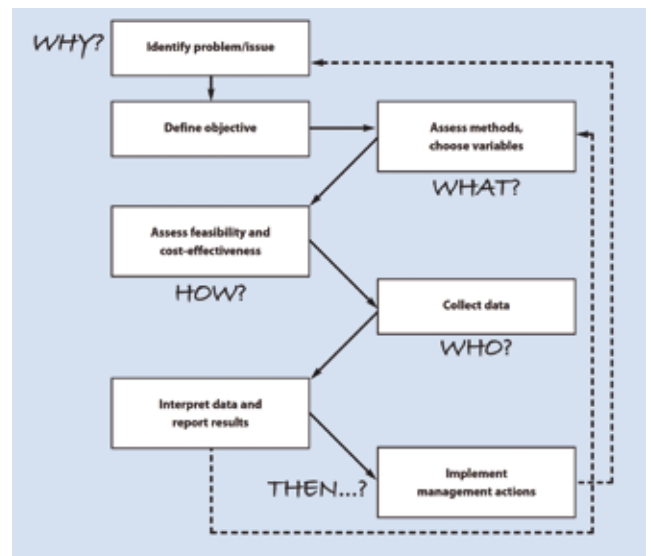 WHY?
Identify problem/issue
Define objective
Assess methods,
choose variables
WHAT?
Assess feasibility and
cost-effectiveness
HOW?
Collect data
WHO?
Interpret data and
report results
THEN...?
Implement
management actions